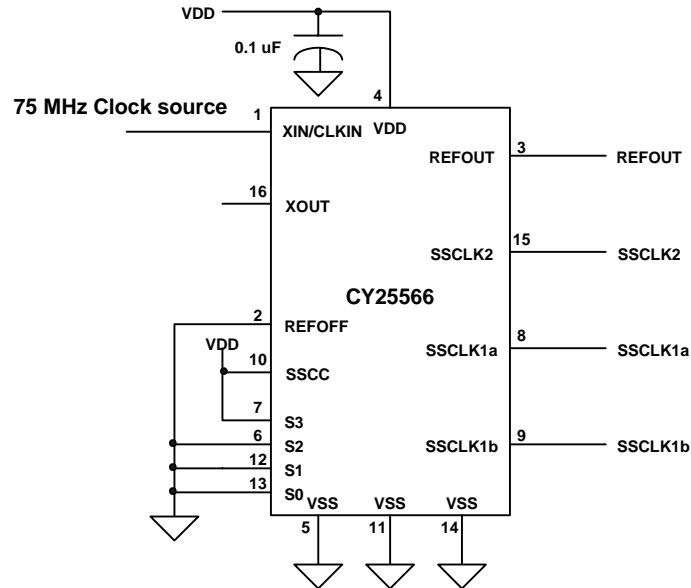 VDD
0.1 uF
4
75 MHz Clock source
1
XIN/CLKIN
VDD
REFOUT
3
REFOUT
16
XOUT
SSCLK2
15
SSCLK2
CY25566
2
REFOFF
VDD
10
SSCC
SSCLK1a
8
SSCLK1a
7
S3
6
S2
SSCLK1b
9
SSCLK1b
12
S1
13
S0
VSS
VSS
VSS
5
11
14